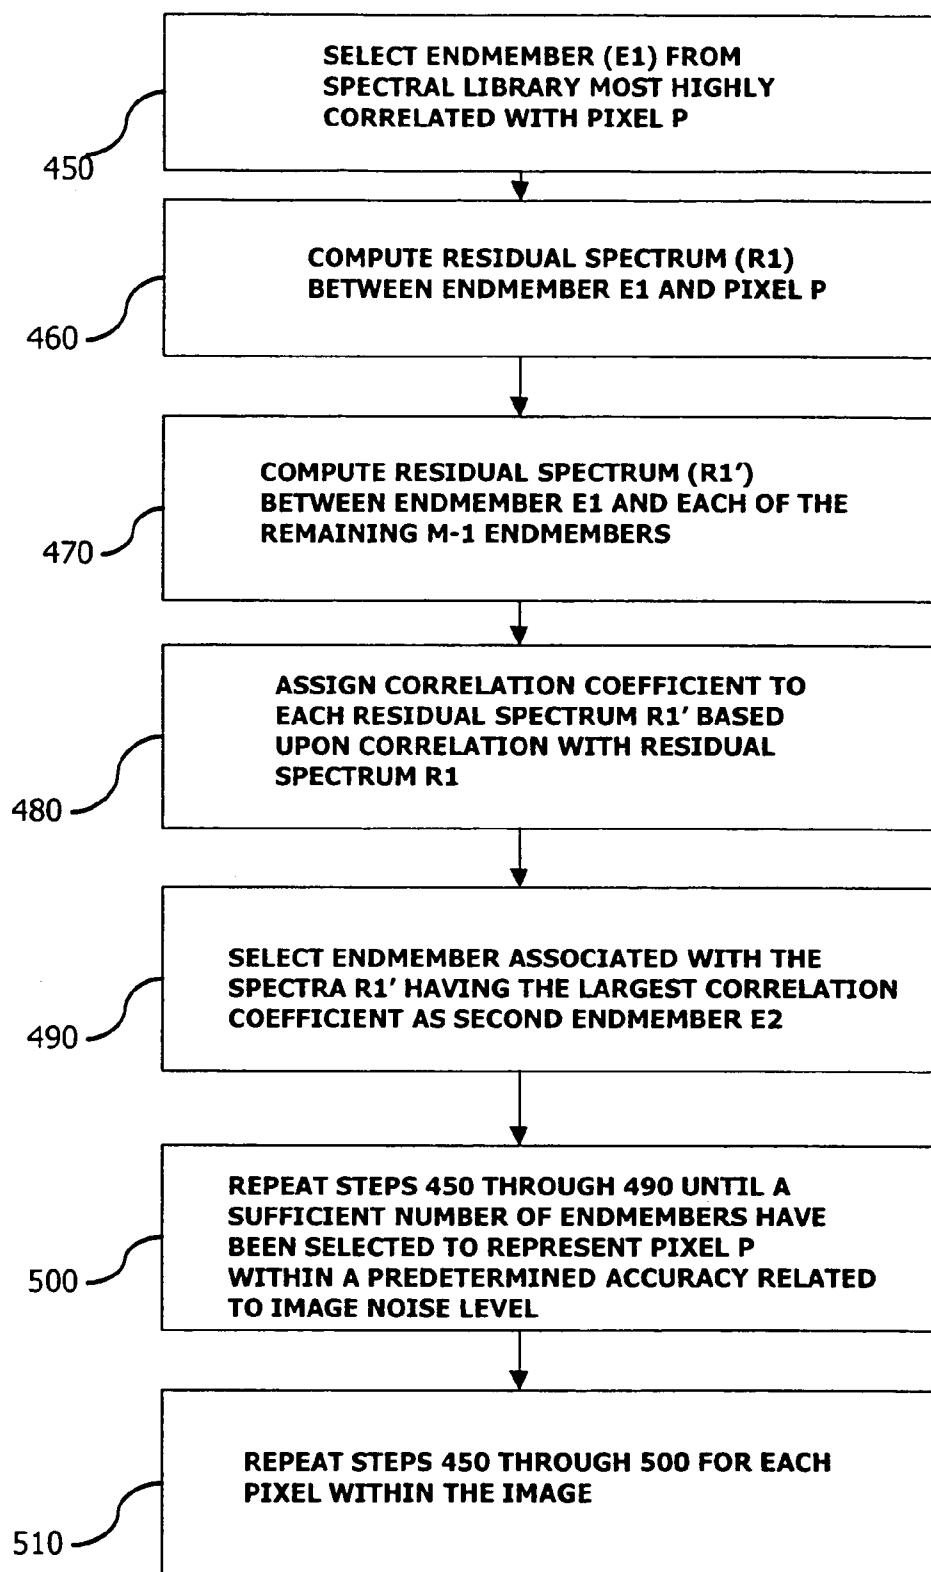 SELECT ENDMEMBER (E1) FROM
SPECTRAL LIBRARY MOST HIGHLY
CORRELATED WITH PIXEL P
450
COMPUTE RESIDUAL SPECTRUM (R1)
BETWEEN ENDMEMBER E1 AND PIXEL P
460
COMPUTE RESIDUAL SPECTRUM (R1')
BETWEEN ENDMEMBER E1 AND EACH OF THE
REMAINING M-1 ENDMEMBERS
470
ASSIGN CORRELATION COEFFICIENT TO
EACH RESIDUAL SPECTRUM R1' BASED
UPON CORRELATION WITH RESIDUAL
SPECTRUM R1
480
SELECT ENDMEMBER ASSOCIATED WITH THE
SPECTRA R1' HAVING THE LARGEST CORRELATION
COEFFICIENT AS SECOND ENDMEMBER E2
490
REPEAT STEPS 450 THROUGH 490 UNTIL A
SUFFICIENT NUMBER OF ENDMEMBERS HAVE
BEEN SELECTED TO REPRESENT PIXEL P
WITHIN A PREDETERMINED ACCURACY RELATED
TO IMAGE NOISE LEVEL
500
REPEAT STEPS 450 THROUGH 500 FOR EACH
PIXEL WITHIN THE IMAGE
510